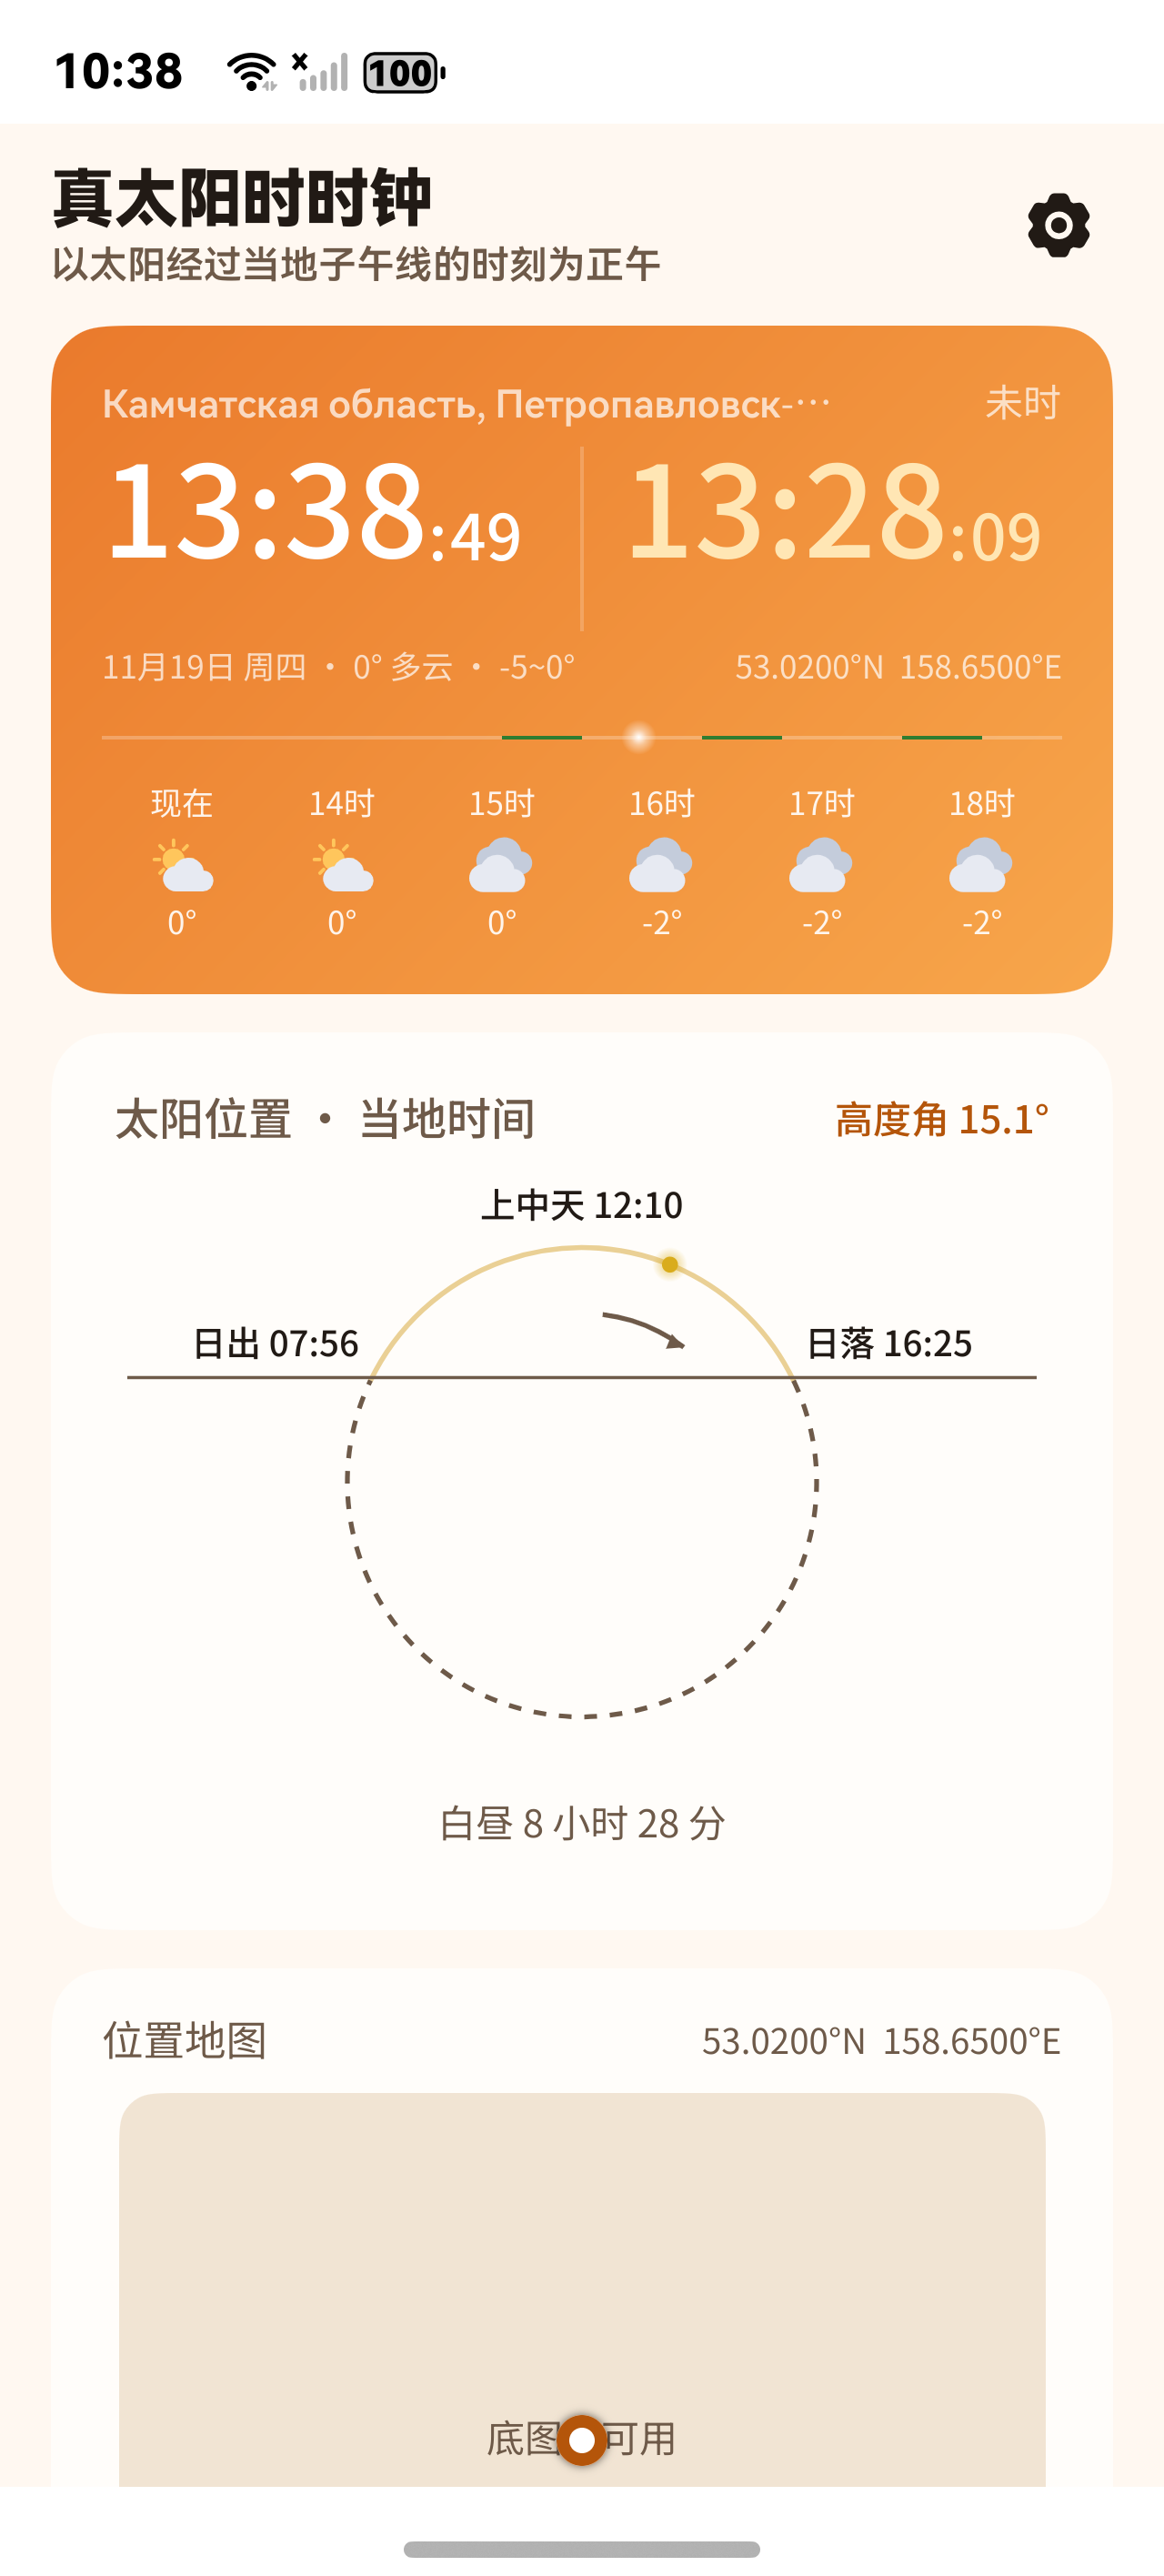 10:38
100
真太阳时时钟
以太阳经过当地子午线的时刻为正午
Камчатская область, Петропавловск-…
未时
13:38:49
13:28:09
11月19日 周四 · 0° 多云 · -5~0°
53.0200°N 158.6500°E
现在 14时 15时 16时 17时 18时
0° 0° 0° -2° -2° -2°
太阳位置 · 当地时间
高度角 15.1°
上中天 12:10
日出 07:56
日落 16:25
白昼 8 小时 28 分
位置地图
53.0200°N 158.6500°E
底图 可用